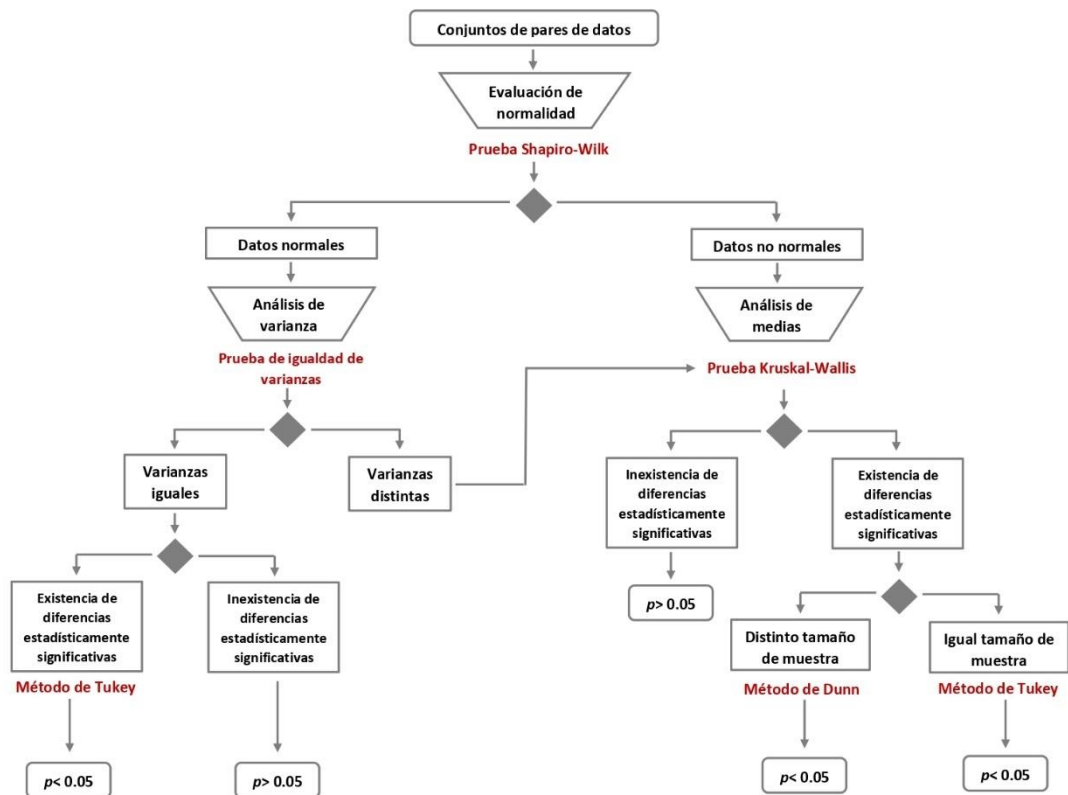 Conjuntos de pares de datos
Evaluación de
normalidad
Prueba Shapiro-Wilk
Datos normales
Datos no normales
Análisis de
varianza
Análisis de
medias
Prueba de igualdad de
varianzas
Prueba Kruskal-Wallis
Varianzas
iguales
Varianzas
distintas
Inexistencia de
diferencias
estadísticamente
significativas
Existencia de
diferencias
estadísticamente
significativas
Existencia de
diferencias
estadísticamente
significativas
Inexistencia de
diferencias
estadísticamente
significativas
p> 0.05
Distinto tamaño
de muestra
Igual tamaño de
muestra
Método de Tukey
Método de Dunn
Método de Tukey
p< 0.05
p> 0.05
p< 0.05
p< 0.05